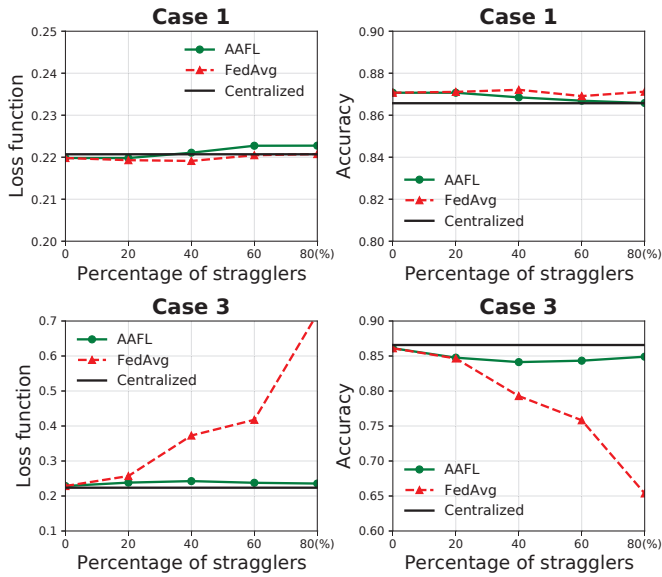 Case 1
0.25
0.24
0.23
0.22
0.21
0.20
Loss function
AAFL
FedAvg
Centralized
0 20 40 60 80(%)
Percentage of stragglers
Case 1
0.90
0.88
0.86
0.84
0.82
0.80
Accuracy
AAFL
FedAvg
Centralized
0 20 40 60 80(%)
Percentage of stragglers
Case 3
0.7
0.6
0.5
0.4
0.3
0.2
0.1
Loss function
AAFL
FedAvg
Centralized
0 20 40 60 80(%)
Percentage of stragglers
Case 3
0.90
0.85
0.80
0.75
0.70
0.65
0.60
Accuracy
AAFL
FedAvg
Centralized
0 20 40 60 80(%)
Percentage of stragglers